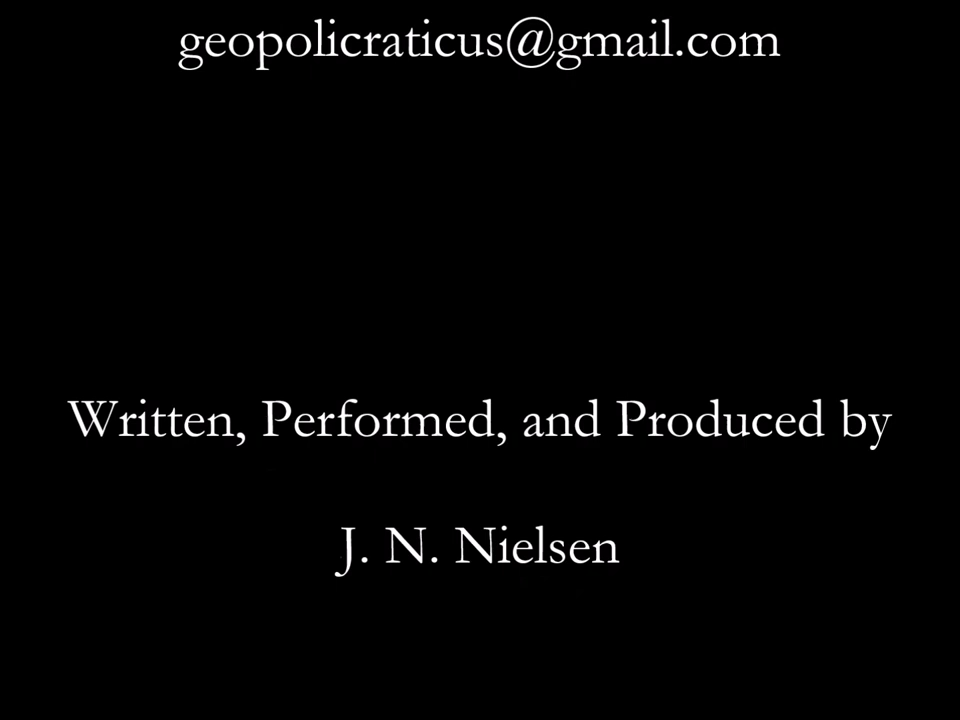 geopolicraticus@gmail.com
Written, Performed, and Produced by
J. N. Nielsen